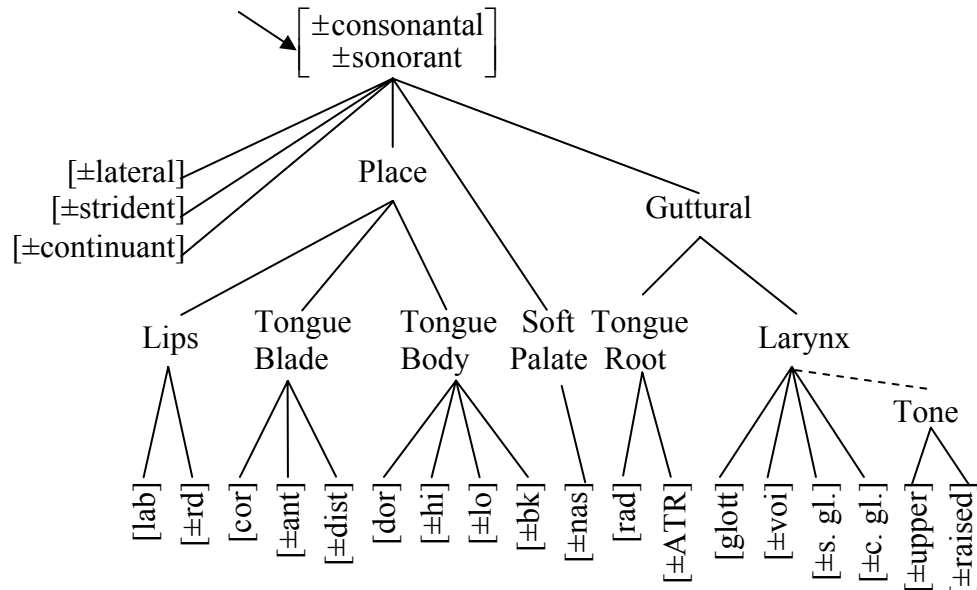 ±consonantal
±sonorant
[±lateral]
[±strident]
[±continuant]
Place
Guttural
Lips
Tongue
Blade
Tongue
Body
Soft
Palate
Tongue
Root
Larynx
Tone
[lab]
[±rd]
[cor]
[±ant]
[±dist]
[dor]
[±hi]
[±lo]
[±bk]
[±nas]
[rad]
[±ATR]
[glott]
[±voi]
[±s. gl.]
[±c. gl.]
[±upper]
[±raised]